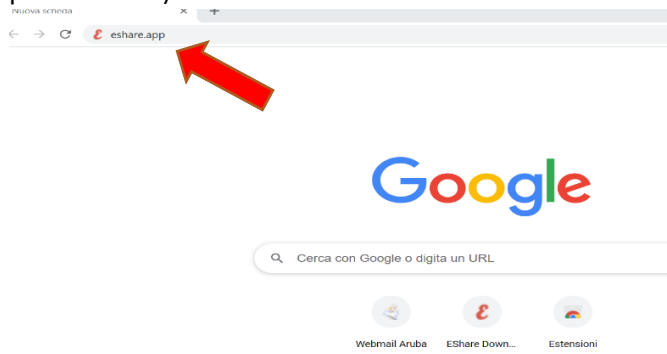 Nuova scheda
eshare.app
Google
Cerca con Google o digita un URL
Webmail Aruba EShare Down... Estensioni